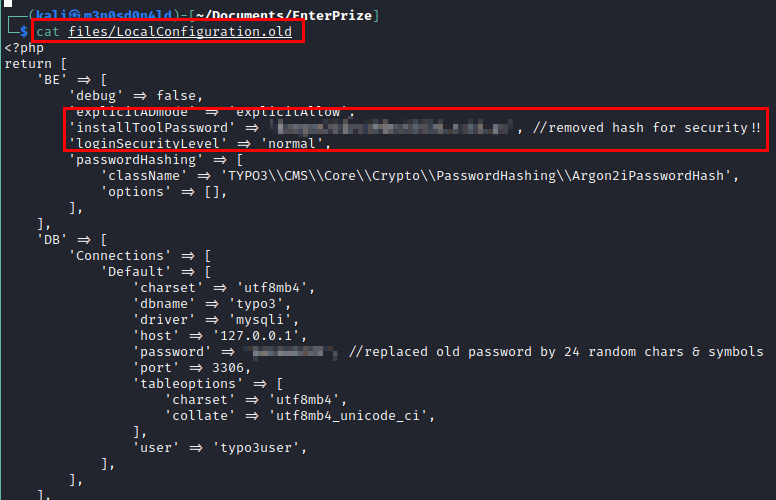 ┌──(kali㉿m3n0sd0n4ld)-[~/Documents/EnterPrize]
└─$ cat files/LocalConfiguration.old
<?php
return [
    'BE' => [
        'debug' => false,
        'explicitADmode' => 'explicitAllow',
        'installToolPassword' => ', //removed hash for security!!
        'loginSecurityLevel' => 'normal',
        'passwordHashing' => [
            'className' => 'TYPO3\\CMS\\Core\\Crypto\\PasswordHashing\\Argon2iPasswordHash',
            'options' => [],
        ],
    ],
    'DB' => [
        'Connections' => [
            'Default' => [
                'charset' => 'utf8mb4',
                'dbname' => 'typo3',
                'driver' => 'mysqli',
                'host' => '127.0.0.1',
                'password' => ', //replaced old password by 24 random chars & symbols
                'port' => 3306,
                'tableoptions' => [
                    'charset' => 'utf8mb4',
                    'collate' => 'utf8mb4_unicode_ci',
                ],
                'user' => 'typo3user',
            ],
        ],
    ],